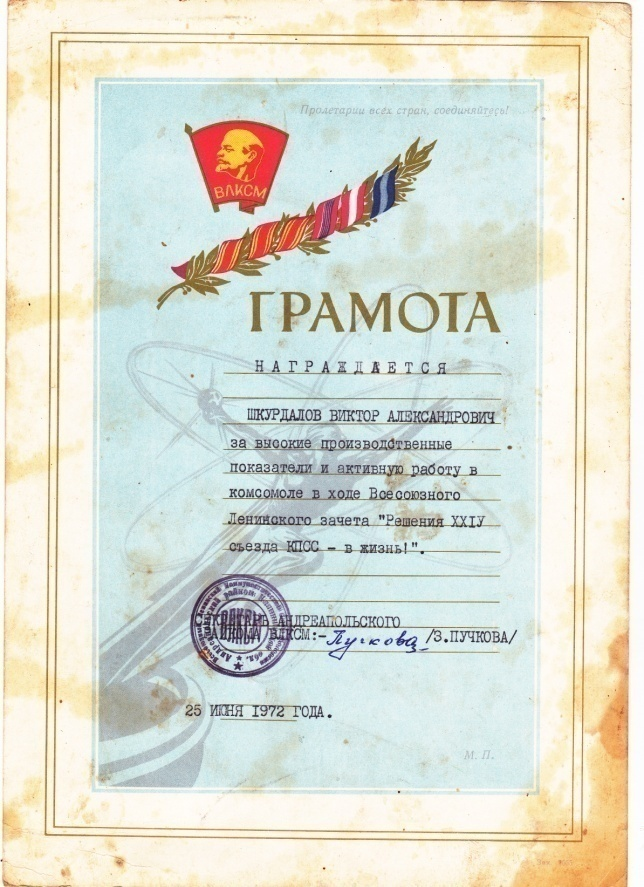 Пролетарии всех стран, соединяйтесь!
ВЛКСМ
ГРАМОТА
НАГРАЖДАЕТСЯ
ШКУРДАЛОВ ВИКТОР АЛЕКСАНДРОВИЧ
за высокие производственные
показатели и активную работу в
комсомоле в ходе Всесоюзного
Ленинского зачета "Решения XXIУ
съезда КПСС - в жизнь!".
СЕКРЕТАРЬ АНДРЕАПОЛЬСКОГО
РАЙКОМА ВЛКСМ:- Пучкова /З.ПУЧКОВА/
25 ИЮНЯ 1972 ГОДА.
М. П.